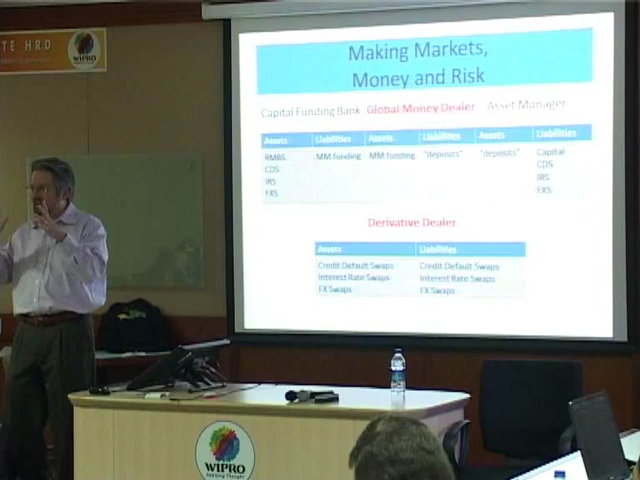 TE HRD
WIPRO
Making Markets,
Money and Risk
Capital Funding Bank Global Money Dealer Asset Manager
Assets Liabilities Assets Liabilities Assets Liabilities
RMBS MM funding MM funding "deposits" "deposits" Capital
CDS CDS
IRS IRS
FXS FXS
Derivative Dealer
Assets Liabilities
Credit Default Swaps Credit Default Swaps
Interest Rate Swaps Interest Rate Swaps
FX Swaps FX Swaps
WIPRO
Applying Thought